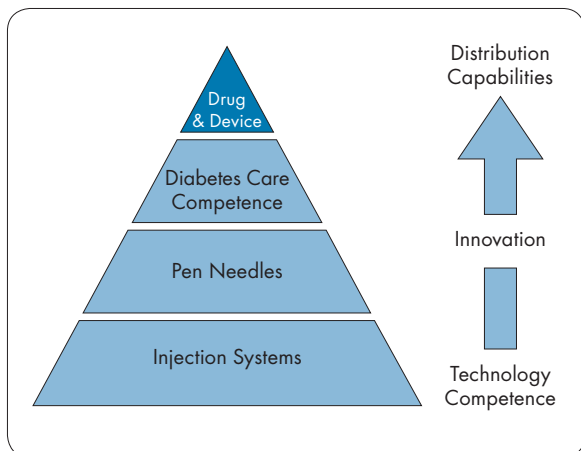 Drug
& Device
Diabetes Care
Competence
Pen Needles
Injection Systems
Distribution
Capabilities
Innovation
Technology
Competence